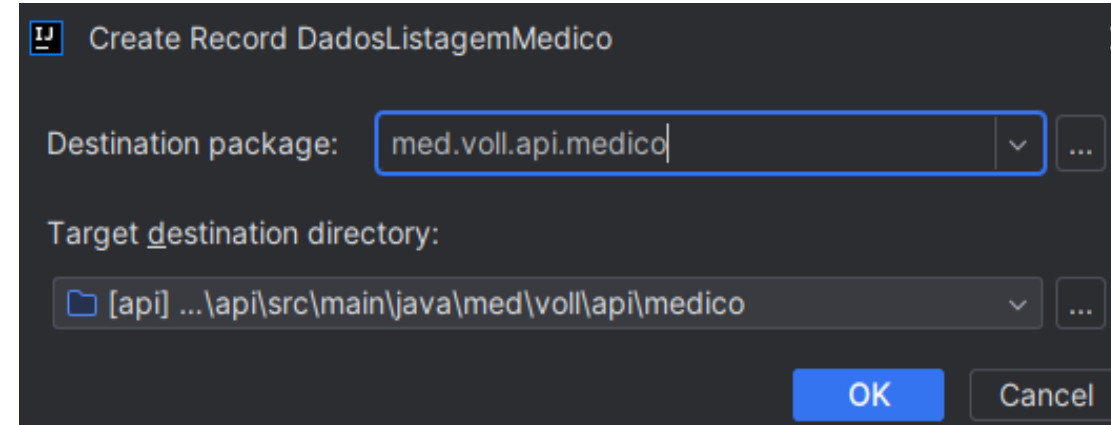 IJ Create Record DadosListagemMedico
Destination package: med.voll.api.medico ...
Target destination directory:
[api] ...\api\src\main\java\med\voll\api\medico ...
OK Cancel